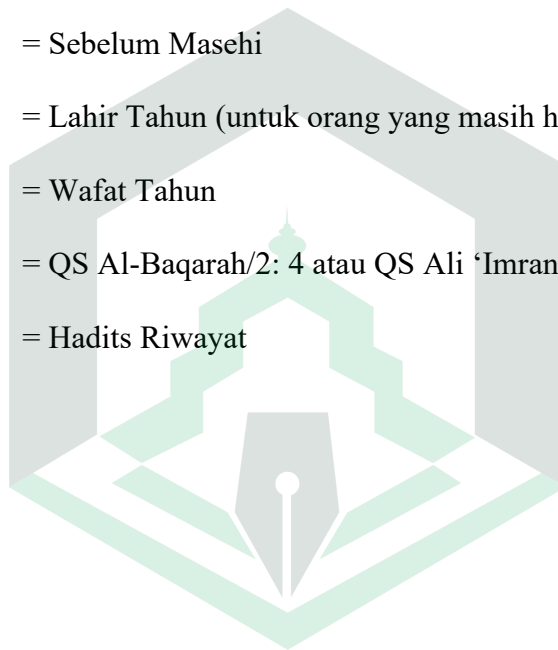 = Sebelum Masehi
= Lahir Tahun (untuk orang yang masih h
= Wafat Tahun
= QS Al-Baqarah/2: 4 atau QS Ali ‘Imran
= Hadits Riwayat